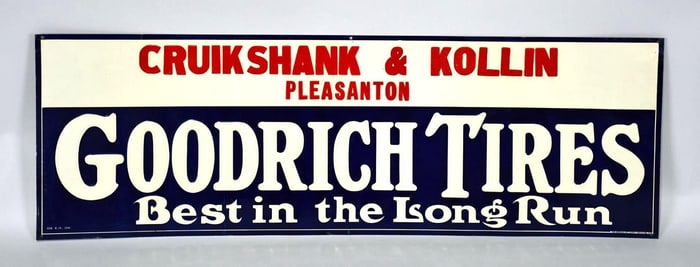 CRUIKSHANK & KOLLIN
PLEASANTON
GOODRICH TIRES
Best in the Long Run